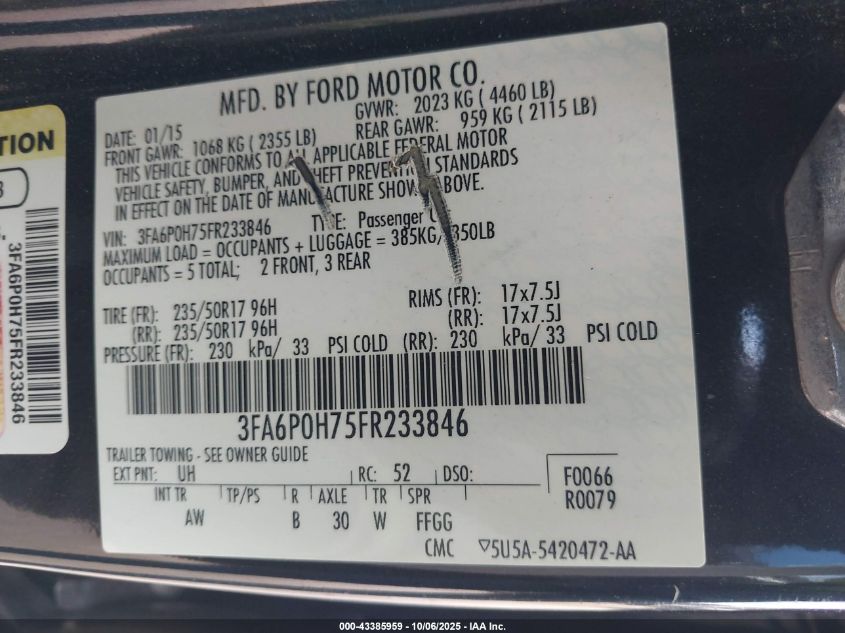 TION
3FA6P0H75FR233846
MFD. BY FORD MOTOR CO.
DATE: 01/15 GVWR: 2023 KG ( 4460 LB)
FRONT GAWR: 1068 KG ( 2355 LB) REAR GAWR: 959 KG ( 2115 LB)
THIS VEHICLE CONFORMS TO ALL APPLICABLE FEDERAL MOTOR
VEHICLE SAFETY, BUMPER, AND THEFT PREVENTION STANDARDS
IN EFFECT ON THE DATE OF MANUFACTURE SHOWN ABOVE.
VIN: 3FA6P0H75FR233846 TYPE: Passenger
MAXIMUM LOAD = OCCUPANTS + LUGGAGE = 385KG/ 850LB
OCCUPANTS = 5 TOTAL; 2 FRONT, 3 REAR
TIRE (FR): 235/50R17 96H RIMS (FR): 17x7.5J
(RR): 235/50R17 96H (RR): 17x7.5J
PRESSURE (FR): 230 kPa/ 33 PSI COLD (RR): 230 kPa/ 33 PSI COLD
3FA6P0H75FR233846
TRAILER TOWING - SEE OWNER GUIDE
EXT PNT: UH RC: 52 DSO: F0066
INT TR TP/PS R AXLE TR SPR R0079
AW B 30 W FFGG
CMC ▽5U5A-5420472-AA
000-43385959 - 10/06/2025 - IAA Inc.